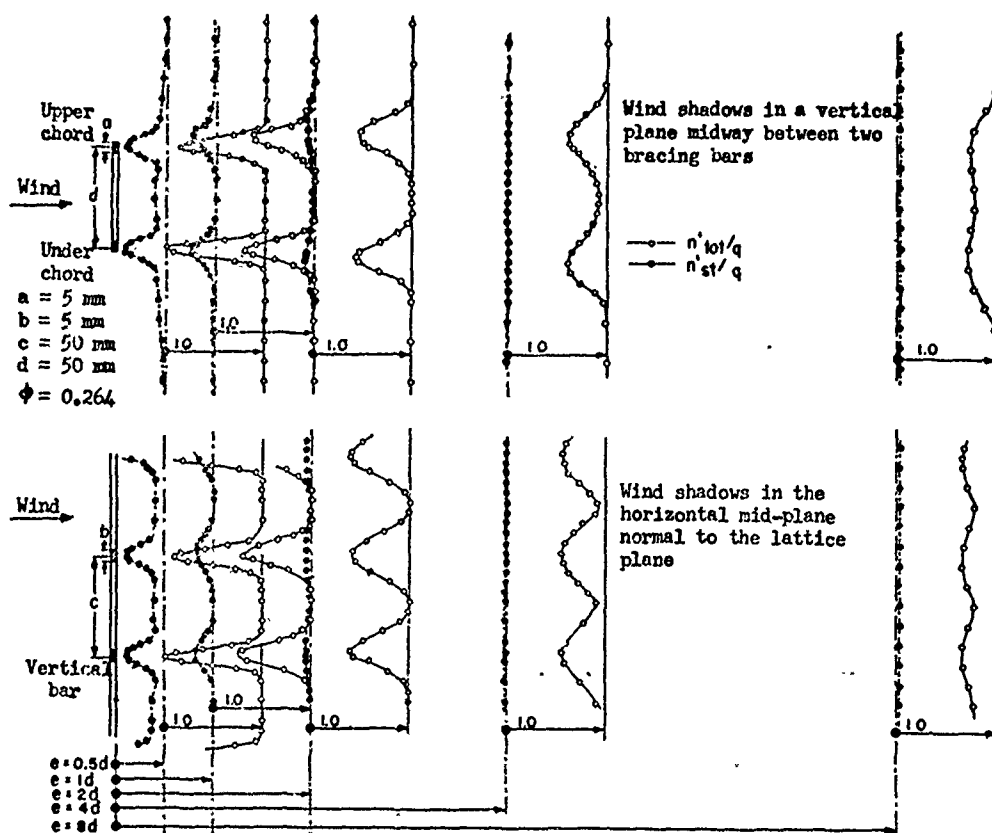 Upper
chord
a
Wind
d
Under
chord
a = 5 mm
b = 5 mm
c = 50 mm
d = 50 mm
ϕ = 0.264
1.0
1.0
1.0
1.0
1.0
Wind shadows in a vertical
plane midway between two
bracing bars
n'tot/q
n'st/q
Wind
b
c
Vertical
bar
1.0
1.0
1.0
1.0
1.0
Wind shadows in the
horizontal mid-plane
normal to the lattice
plane
e = 0.5d
e = 1d
e = 2d
e = 4d
e = 8d